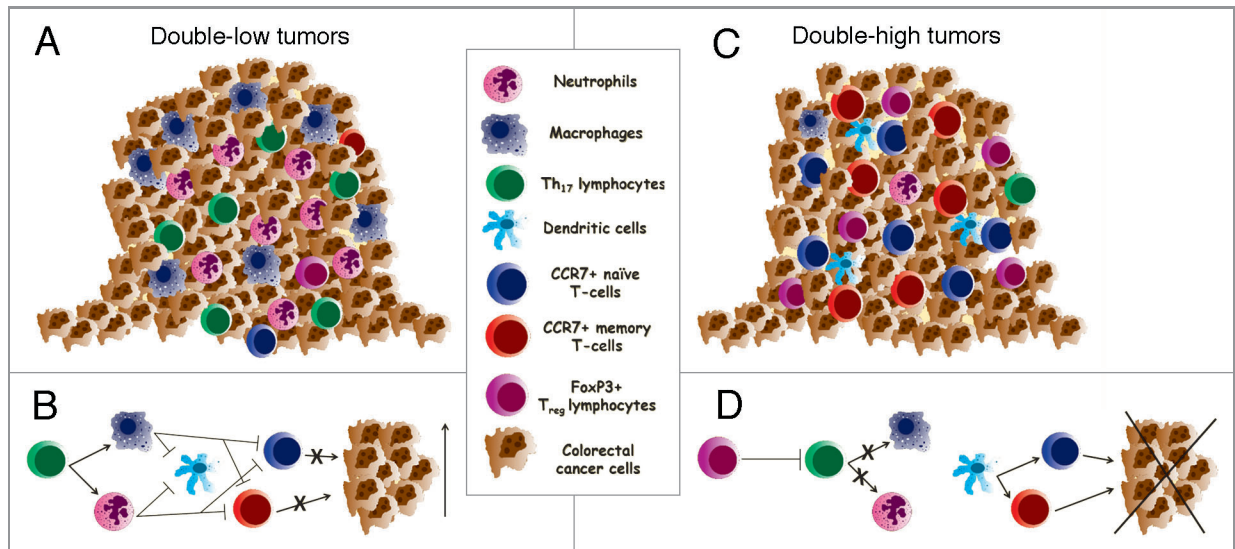 A
Double-low tumors
C
Double-high tumors
Neutrophils
Macrophages
Th17 lymphocytes
Dendritic cells
CCR7+ naïve
T-cells
CCR7+ memory
T-cells
FoxP3+
Treg lymphocytes
Colorectal
cancer cells
B
D